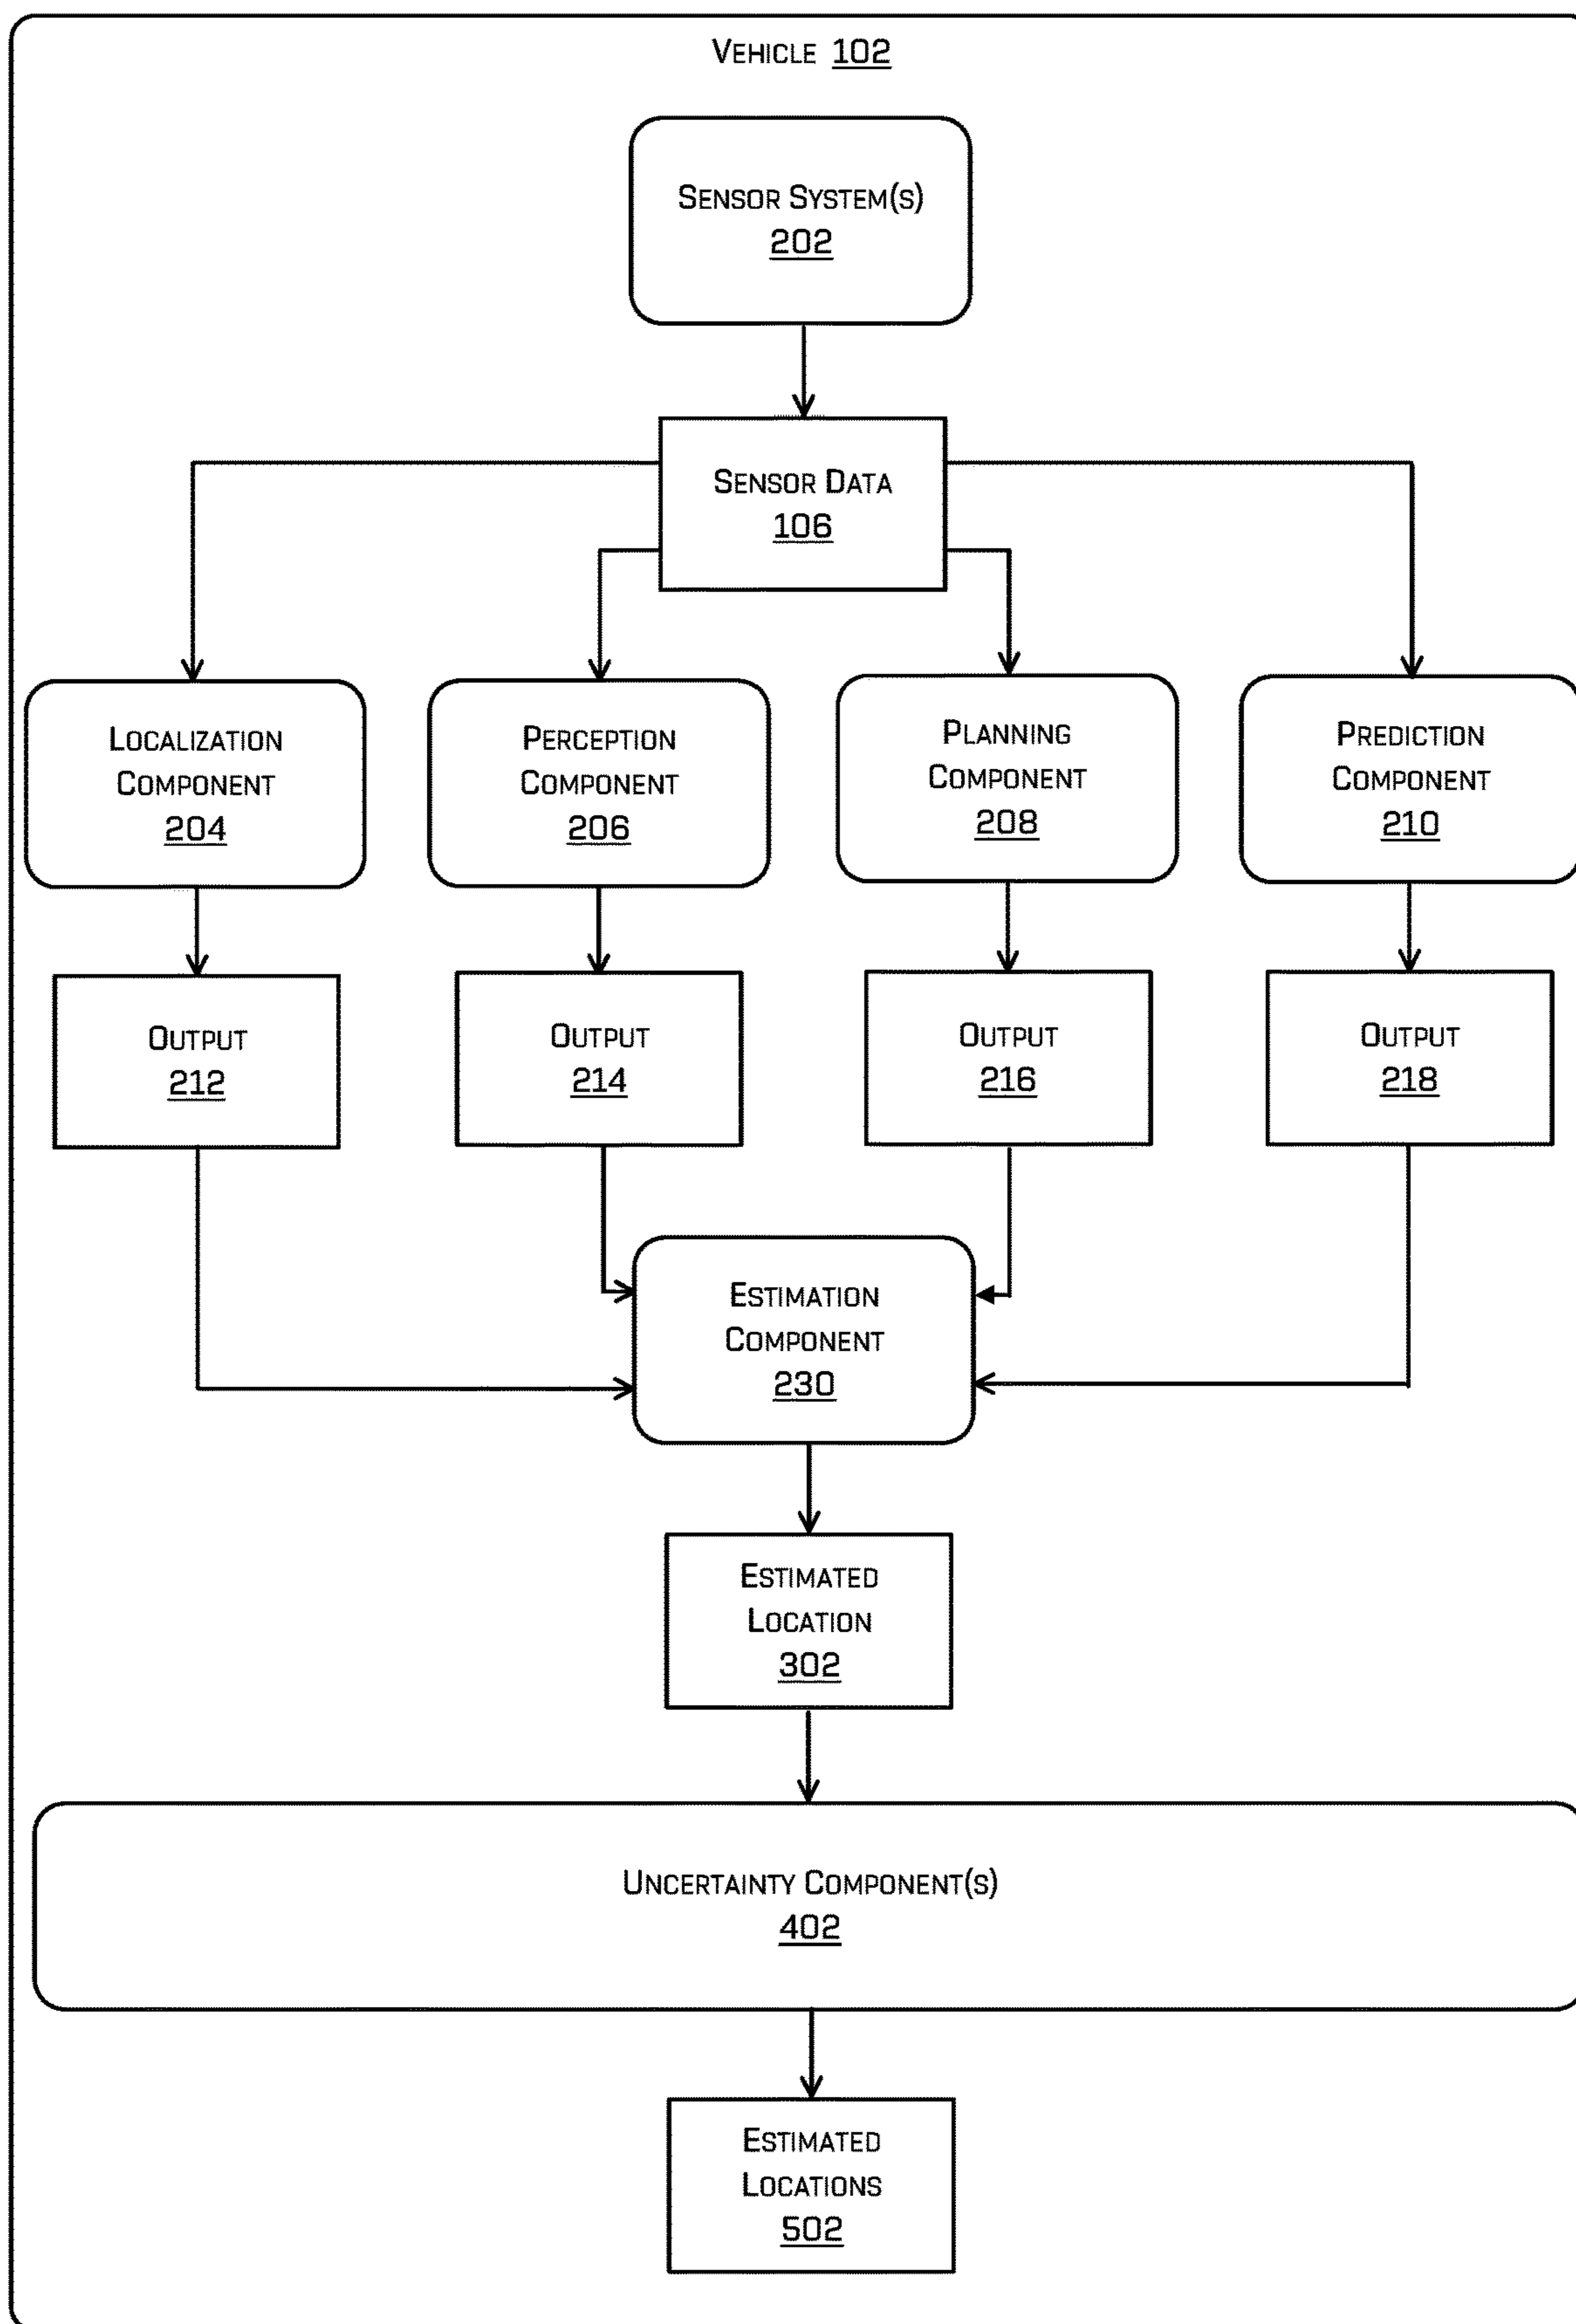 VEHICLE 102
SENSOR SYSTEM(S)
202
SENSOR DATA
106
LOCALIZATION
COMPONENT
204
PERCEPTION
COMPONENT
206
PLANNING
COMPONENT
208
PREDICTION
COMPONENT
210
OUTPUT
212
OUTPUT
214
OUTPUT
216
OUTPUT
218
ESTIMATION
COMPONENT
230
ESTIMATED
LOCATION
302
UNCERTAINTY COMPONENT(S)
402
ESTIMATED
LOCATIONS
502